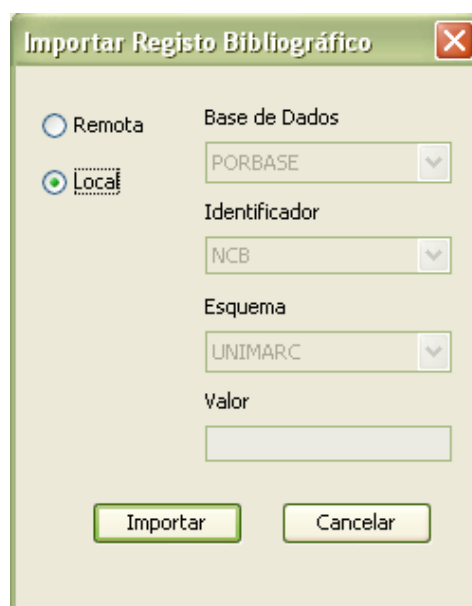 Importar Registo Bibliográfico
Remota
Local
Base de Dados
PORBASE
Identificador
NCB
Esquema
UNIMARC
Valor
Importar
Cancelar